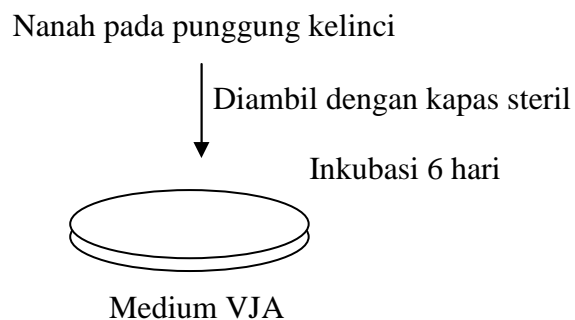 Nanah pada punggung kelinci
Diambil dengan kapas steril
Inkubasi 6 hari
Medium VJA